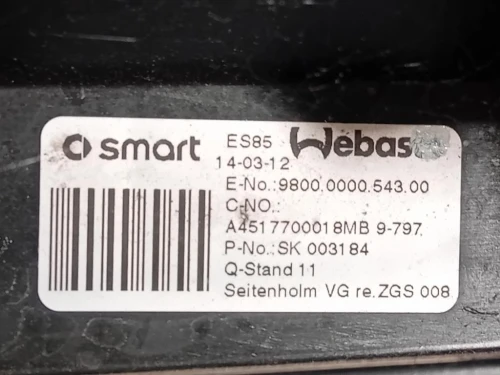 smart ES85 Webas
14-03-12
E-No.:9800.0000.543.00
C-NO.:
A4517700018MB 9-797
P-No.:SK 003184
Q-Stand 11
Seitenholm VG re.ZGS 008